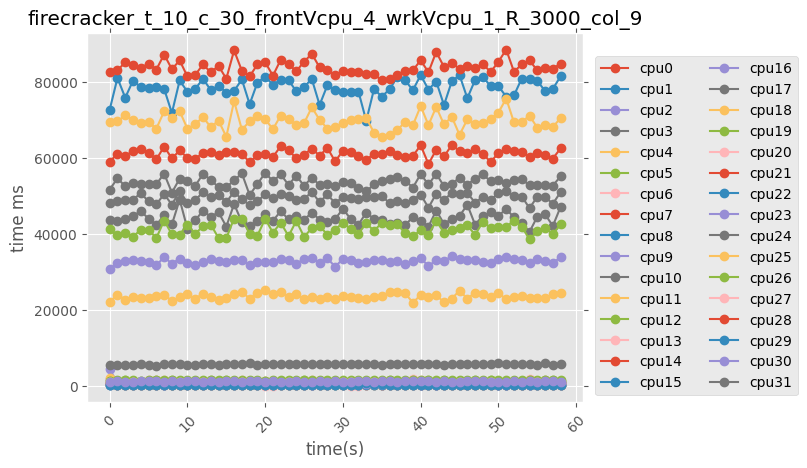 firecracker_t_10_c_30_frontVcpu_4_wrkVcpu_1_R_3000_col_9
80000
60000
40000
20000
0
time ms
0
10
20
30
40
50
60
time(s)
cpu0
cpu1
cpu2
cpu3
cpu4
cpu5
cpu6
cpu7
cpu8
cpu9
cpu10
cpu11
cpu12
cpu13
cpu14
cpu15
cpu16
cpu17
cpu18
cpu19
cpu20
cpu21
cpu22
cpu23
cpu24
cpu25
cpu26
cpu27
cpu28
cpu29
cpu30
cpu31